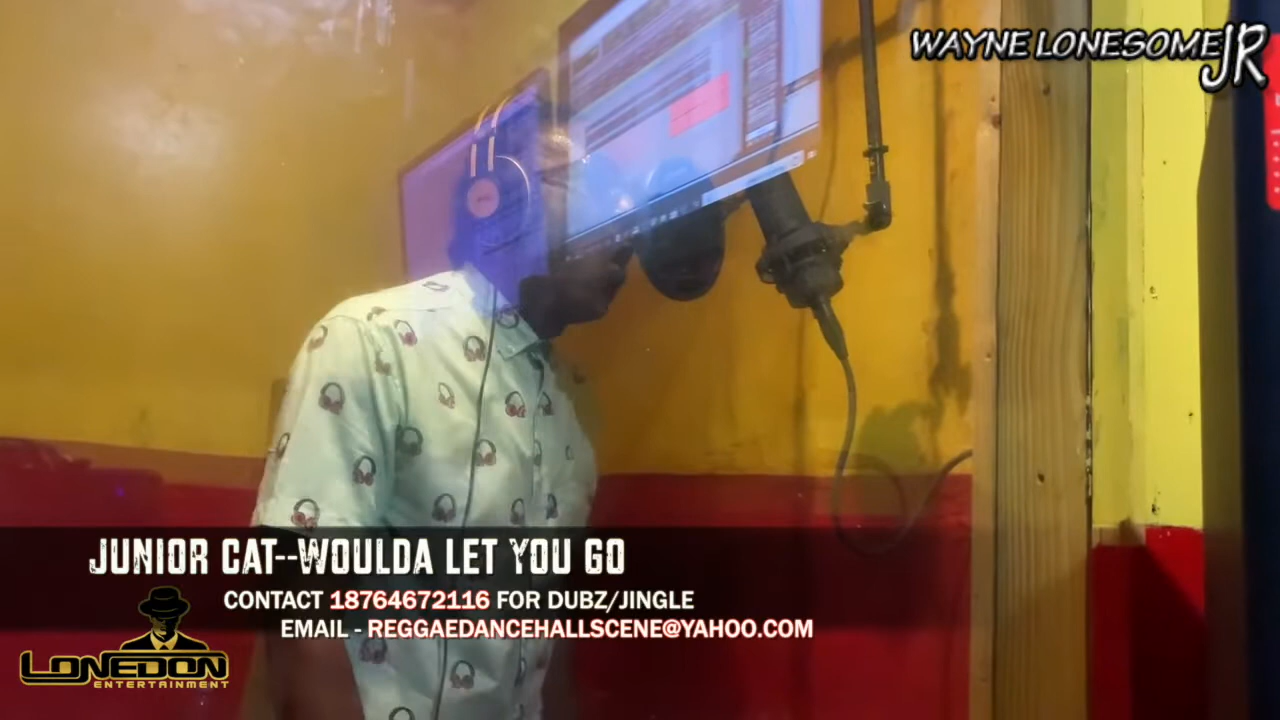 WAYNE LONESOME JR
JUNIOR CAT--WOULDA LET YOU GO
CONTACT 18764672116 FOR DUBZ/JINGLE
EMAIL - REGGAEDANCEHALLSCENE@YAHOO.COM
LONEDON
ENTERTAINMENT